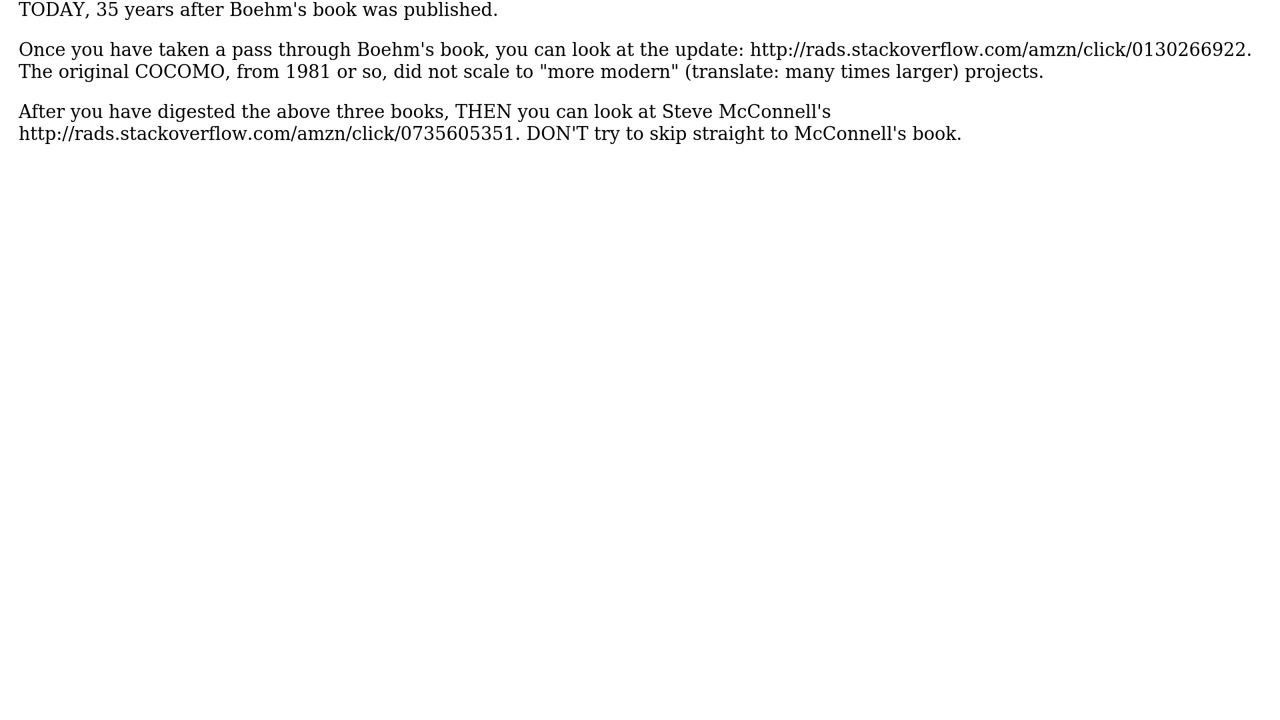 TODAY, 35 years after Boehm's book was published.
Once you have taken a pass through Boehm's book, you can look at the update: http://rads.stackoverflow.com/amzn/click/0130266922.
The original COCOMO, from 1981 or so, did not scale to "more modern" (translate: many times larger) projects.
After you have digested the above three books, THEN you can look at Steve McConnell's
http://rads.stackoverflow.com/amzn/click/0735605351. DON'T try to skip straight to McConnell's book.